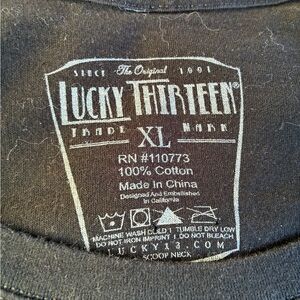 SINCE The Original 1991
LUCKY THIRTEEN®
TRADE MARK
XL
RN #110773
100% Cotton
Made In China
Designed And Embellished
In California
MACHINE WASH COLD | TUMBLE DRY LOW
DO NOT IRON IMPRINT | DO NOT BLEACH
LUCKY13.COM
SCOOP NECK